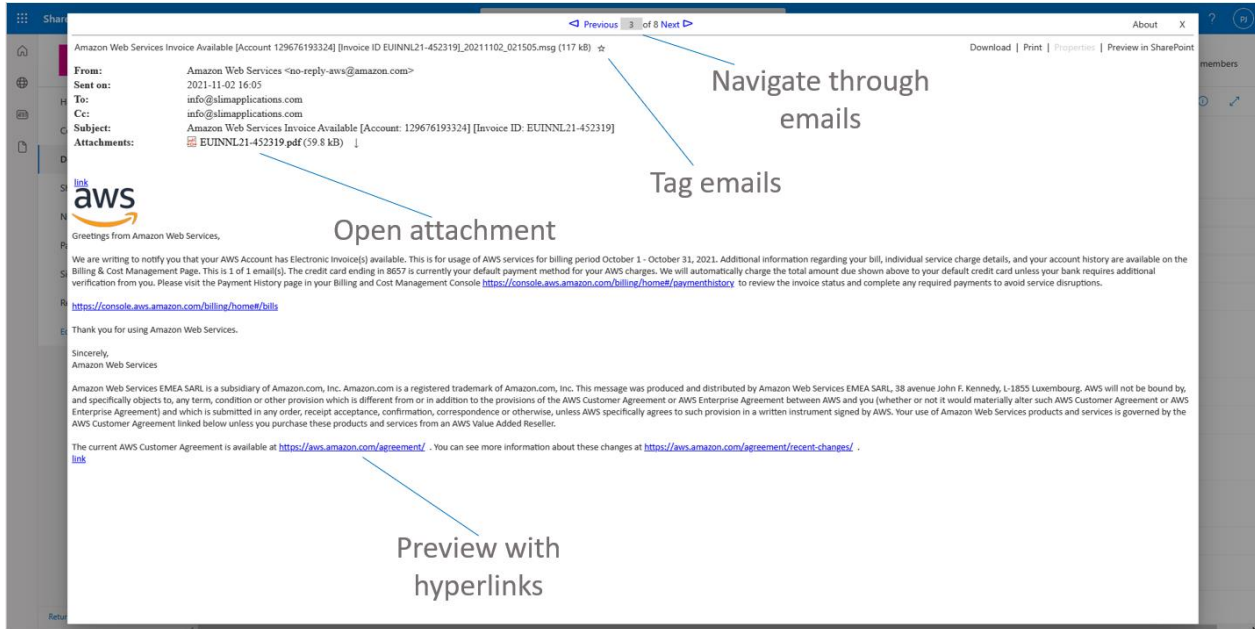 Share
◁ Previous 3 of 8 Next ▷
About X
?
PJ
Amazon Web Services Invoice Available [Account 129676193324] [Invoice ID EUINNL21-452319]_20211102_021505.msg (117 kB) ☆
Download | Print | Properties | Preview in SharePoint
members
From: Amazon Web Services <no-reply-aws@amazon.com>
Sent on: 2021-11-02 16:05
To: info@slimapplications.com
Cc: info@slimapplications.com
Subject: Amazon Web Services Invoice Available [Account: 129676193324] [Invoice ID: EUINNL21-452319]
Attachments: EUINNL21-452319.pdf (59.8 kB) ↓
Navigate through
emails
Tag emails
Open attachment
link
aws
Greetings from Amazon Web Services,
We are writing to notify you that your AWS Account has Electronic Invoice(s) available. This is for usage of AWS services for billing period October 1 - October 31, 2021. Additional information regarding your bill, individual service charge details, and your account history are available on the
Billing & Cost Management Page. This is 1 of 1 email(s). The credit card ending in 8657 is currently your default payment method for your AWS charges. We will automatically charge the total amount due shown above to your default credit card unless your bank requires additional
verification from you. Please visit the Payment History page in your Billing and Cost Management Console https://console.aws.amazon.com/billing/home#/paymenthistory to review the invoice status and complete any required payments to avoid service disruptions.
https://console.aws.amazon.com/billing/home#/bills
Thank you for using Amazon Web Services.
Sincerely,
Amazon Web Services
Amazon Web Services EMEA SARL is a subsidiary of Amazon.com, Inc. Amazon.com is a registered trademark of Amazon.com, Inc. This message was produced and distributed by Amazon Web Services EMEA SARL, 38 avenue John F. Kennedy, L-1855 Luxembourg. AWS will not be bound by,
and specifically objects to, any term, condition or other provision which is different from or in addition to the provisions of the AWS Customer Agreement or AWS Enterprise Agreement between AWS and you (whether or not it would materially alter such AWS Customer Agreement or AWS
Enterprise Agreement) and which is submitted in any order, receipt acceptance, confirmation, correspondence or otherwise, unless AWS specifically agrees to such provision in a written instrument signed by AWS. Your use of Amazon Web Services products and services is governed by the
AWS Customer Agreement linked below unless you purchase these products and services from an AWS Value Added Reseller.
The current AWS Customer Agreement is available at https://aws.amazon.com/agreement/ . You can see more information about these changes at https://aws.amazon.com/agreement/recent-changes/ .
link
Preview with
hyperlinks
Retur